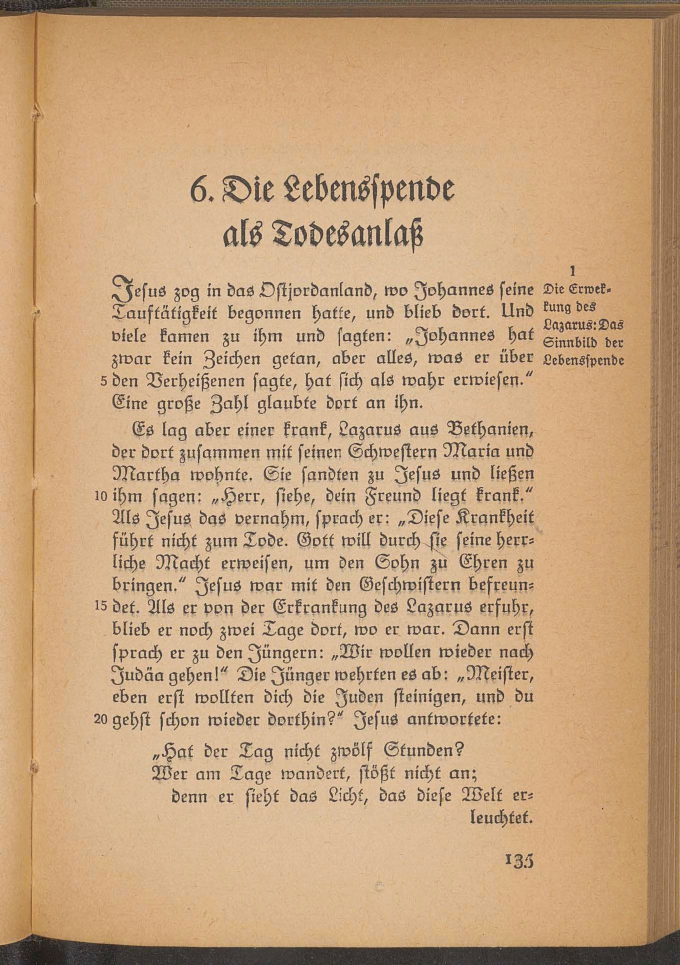 6. Die Lebensspende
als Todesanlaß
1
Die Erwek-
kung des
Lazarus: Das
Sinnbild der
Lebensspende
Jesus zog in das Ostjordanland, wo Johannes seine
Tauftätigkeit begonnen hatte, und blieb dort. Und
viele kamen zu ihm und sagten: „Johannes hat
zwar kein Zeichen getan, aber alles, was er über
5 den Verheißenen sagte, hat sich als wahr erwiesen.“
Eine große Zahl glaubte dort an ihn.
Es lag aber einer krank, Lazarus aus Bethanien,
der dort zusammen mit seinen Schwestern Maria und
Martha wohnte. Sie sandten zu Jesus und ließen
10 ihm sagen: „Herr, siehe, dein Freund liegt krank.“
Als Jesus das vernahm, sprach er: „Diese Krankheit
führt nicht zum Tode. Gott will durch sie seine herr-
liche Macht erweisen, um den Sohn zu Ehren zu
bringen.“ Jesus war mit den Geschwistern befreun-
15 det. Als er von der Erkrankung des Lazarus erfuhr,
blieb er noch zwei Tage dort, wo er war. Dann erst
sprach er zu den Jüngern: „Wir wollen wieder nach
Judäa gehen!“ Die Jünger wehrten es ab: „Meister,
eben erst wollten dich die Juden steinigen, und du
20 gehst schon wieder dorthin?“ Jesus antwortete:
„Hat der Tag nicht zwölf Stunden?
Wer am Tage wandert, stößt nicht an;
denn er sieht das Licht, das diese Welt er-
leuchtet.
135